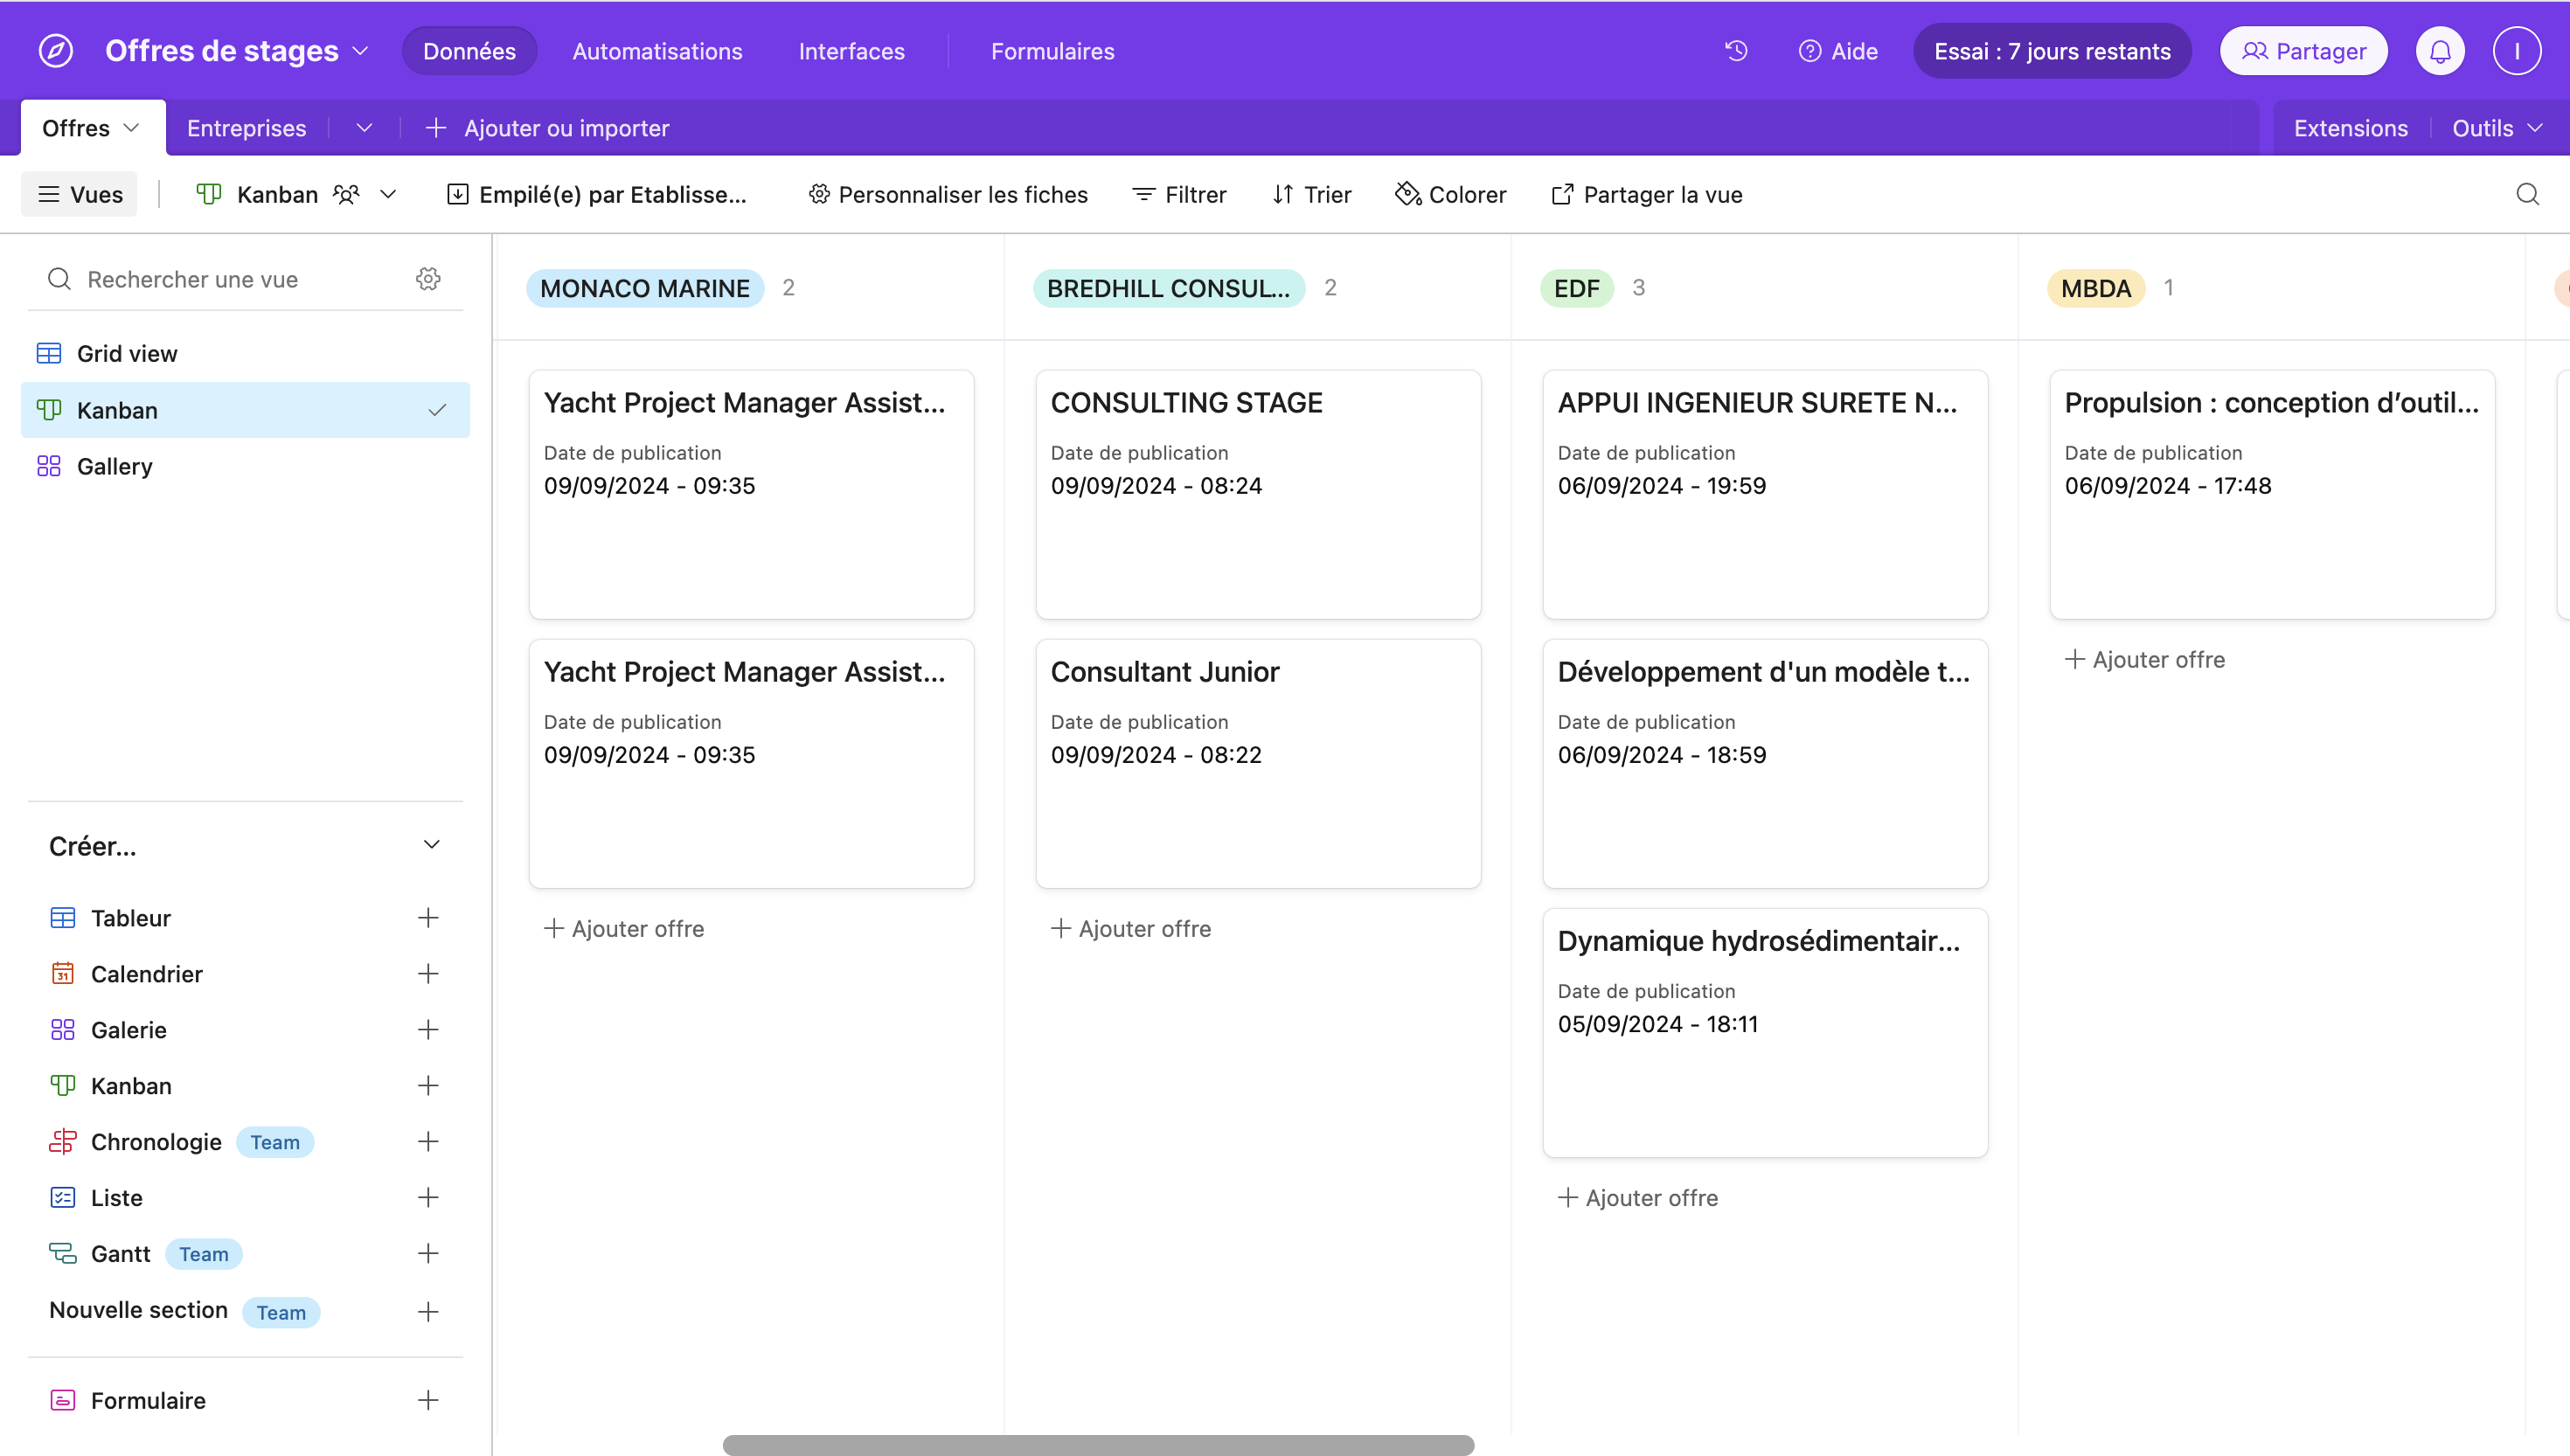 Offres de stages
Données
Automatisations
Interfaces
Formulaires
Aide
Essai : 7 jours restants
Partager
I
Offres
Entreprises
Ajouter ou importer
Extensions
Outils
Vues
Kanban
Empilé(e) par Etablisse...
Personnaliser les fiches
Filtrer
Trier
Colorer
Partager la vue
Rechercher une vue
Grid view
Kanban
Gallery
Créer...
Tableur
31
Calendrier
Galerie
Kanban
Chronologie Team
Liste
Gantt Team
Nouvelle section Team
Formulaire
MONACO MARINE 2
Yacht Project Manager Assist...
Date de publication
09/09/2024 - 09:35
Yacht Project Manager Assist...
Date de publication
09/09/2024 - 09:35
Ajouter offre
BREDHILL CONSUL... 2
CONSULTING STAGE
Date de publication
09/09/2024 - 08:24
Consultant Junior
Date de publication
09/09/2024 - 08:22
Ajouter offre
EDF 3
APPUI INGENIEUR SURETE N...
Date de publication
06/09/2024 - 19:59
Développement d'un modèle t...
Date de publication
06/09/2024 - 18:59
Dynamique hydrosédimentair...
Date de publication
05/09/2024 - 18:11
Ajouter offre
MBDA 1
Propulsion : conception d’outil...
Date de publication
06/09/2024 - 17:48
Ajouter offre